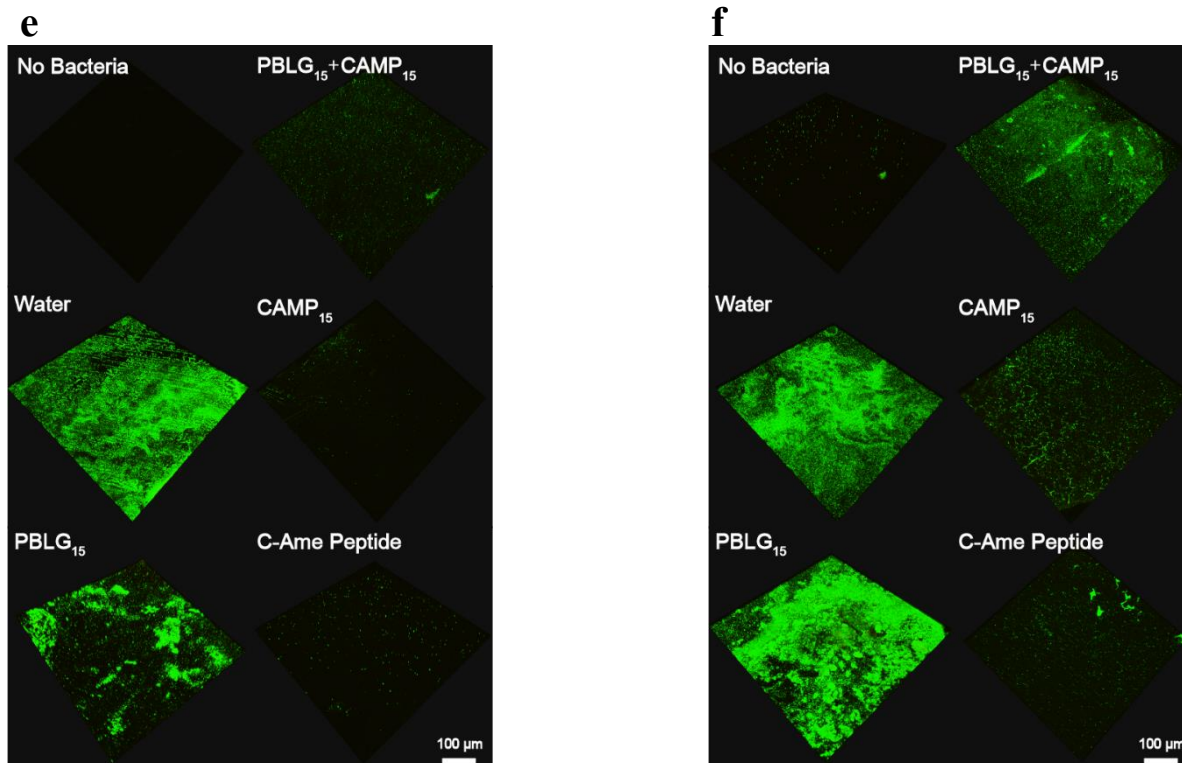 e
No Bacteria
PBLG₁₅+CAMP₁₅
Water
CAMP₁₅
PBLG₁₅
C-Ame Peptide
100 µm
f
No Bacteria
PBLG₁₅+CAMP₁₅
Water
CAMP₁₅
PBLG₁₅
C-Ame Peptide
100 µm